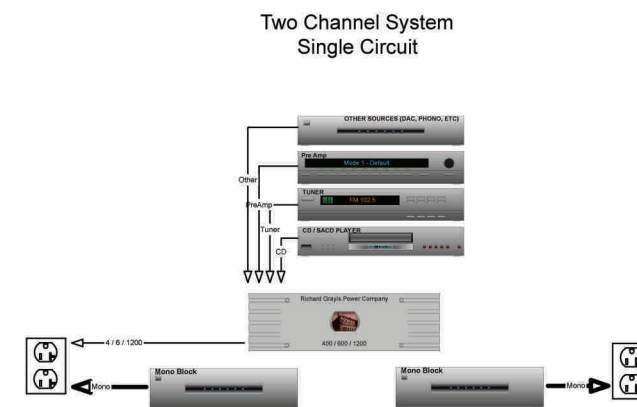 Two Channel System
Single Circuit
OTHER SOURCES (DAC, PHONO, ETC)
Pre Amp
Mode 1 - Default
Other
TUNER
FM 102.5
PreAmp
Tuner
CD / SACD PLAYER
CD
Richard Grayís Power Company
400 / 600 / 1200
4 / 6 / 1200
Mono Block
Mono Block
Mono
Mono